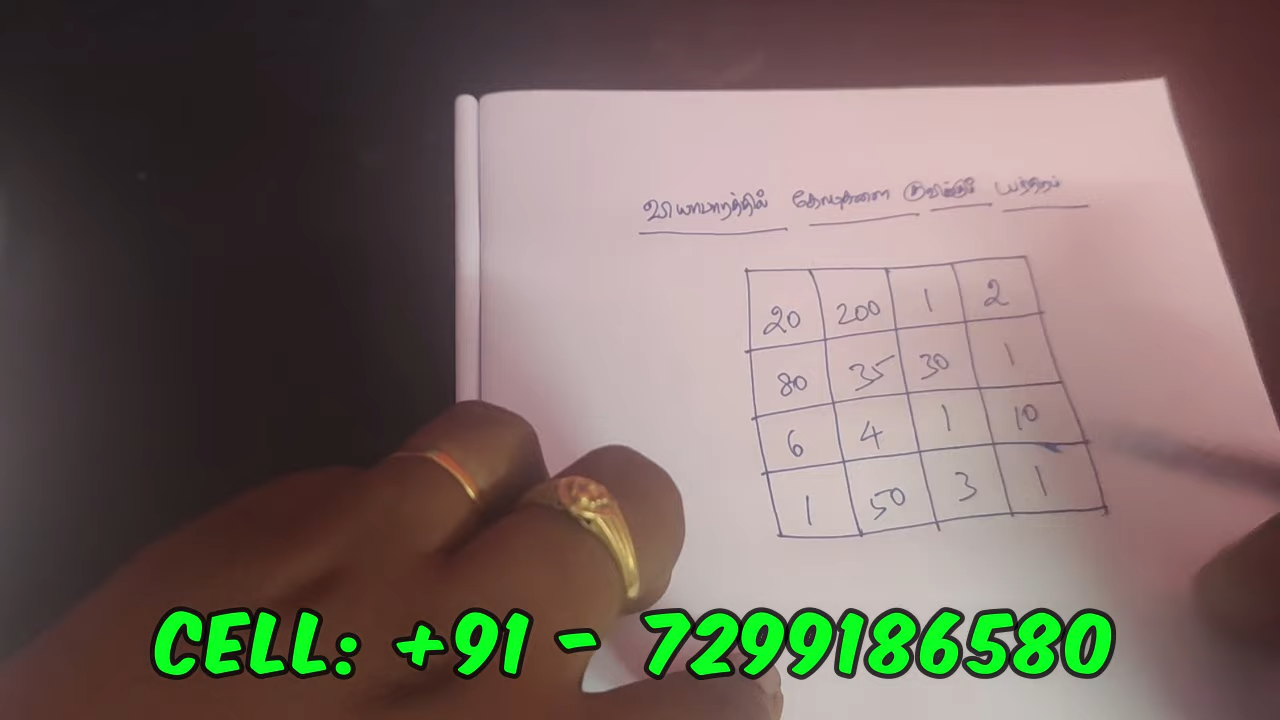 வியாபாரத்தில் கோடிகளை குவிக்கும் யந்திரம்
20 200 1 2
80 35 30 1
6 4 1 10
1 50 3 1
CELL: +91 - 7299186580